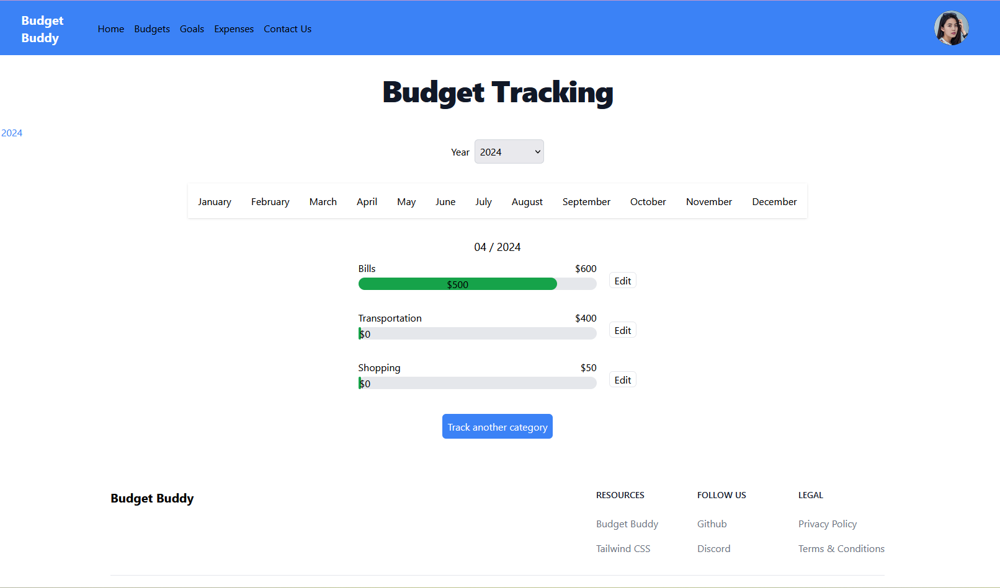 Budget
Buddy
Home Budgets Goals Expenses Contact Us
Budget Tracking
2024
Year 2024
January February March April May June July August September October November December
04 / 2024
Bills $600
$500
Edit
Transportation $400
$0
Edit
Shopping $50
$0
Edit
Track another category
Budget Buddy
RESOURCES FOLLOW US LEGAL
Budget Buddy Github Privacy Policy
Tailwind CSS Discord Terms & Conditions